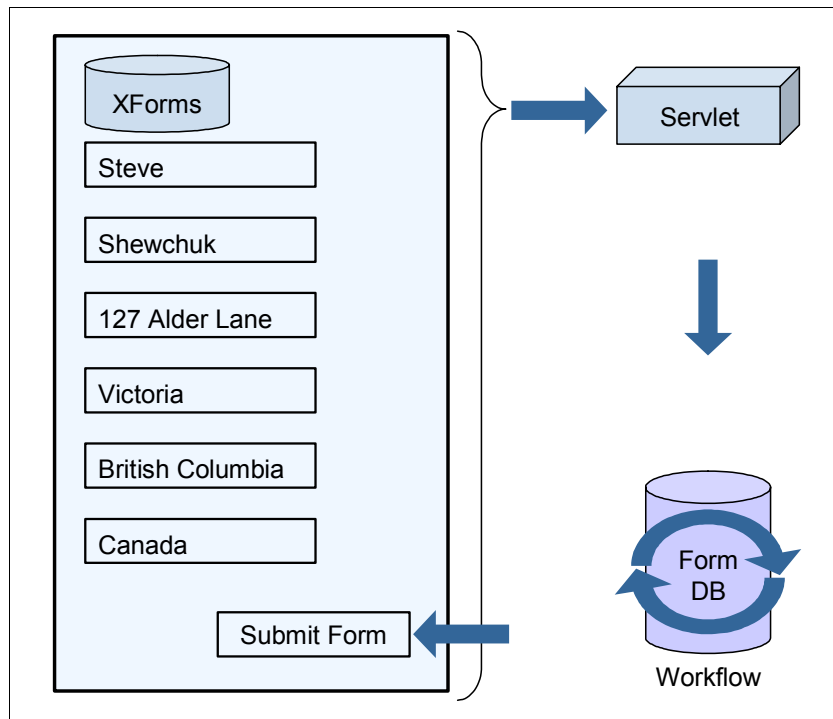 XForms
Steve
Shewchuk
127 Alder Lane
Victoria
British Columbia
Canada
Submit Form
Servlet
Form
DB
Workflow